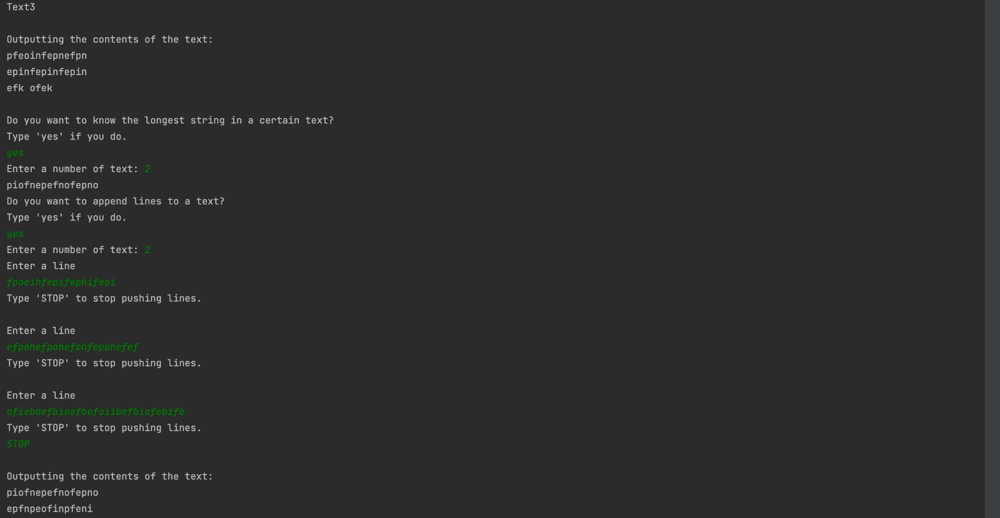 Text3
Outputting the contents of the text:
pfeoinfepnefpn
epinfepinfepin
efk ofek
Do you want to know the longest string in a certain text?
Type 'yes' if you do.
yes
Enter a number of text: 2
piofnepefnofepno
Do you want to append lines to a text?
Type 'yes' if you do.
yes
Enter a number of text: 2
Enter a line
fpoeihfepifephifeoi
Type 'STOP' to stop pushing lines.
Enter a line
efpohefpohefohfepohefef
Type 'STOP' to stop pushing lines.
Enter a line
ofieboefbioefbefoiibefbiofebife
Type 'STOP' to stop pushing lines.
STOP
Outputting the contents of the text:
piofnepefnofepno
epfnpeofinpfeni